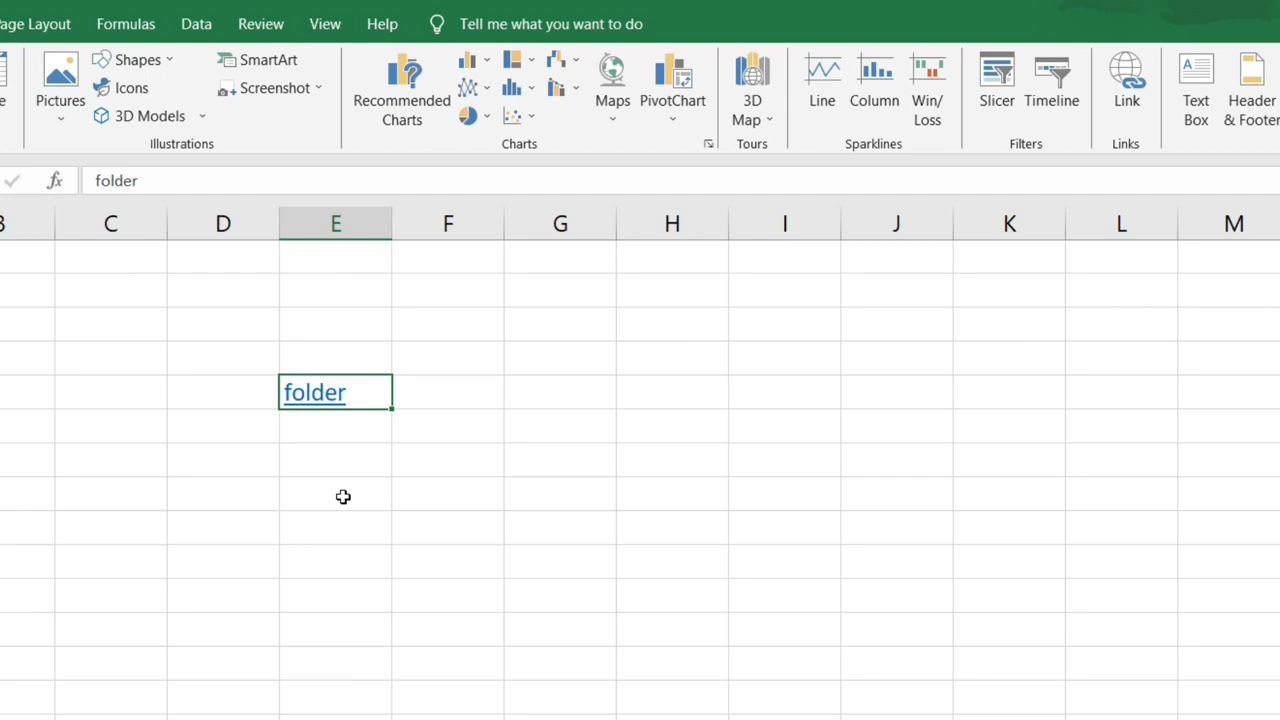 age Layout Formulas Data Review View Help Tell me what you want to do
e Pictures Shapes Icons 3D Models SmartArt Screenshot
Illustrations
Recommended Charts Maps PivotChart
Charts
3D Map
Tours
Line Column Win/Loss
Sparklines
Slicer Timeline
Filters
Link
Links
Text Box Header & Footer
fx folder
B C D E F G H I J K L M
folder